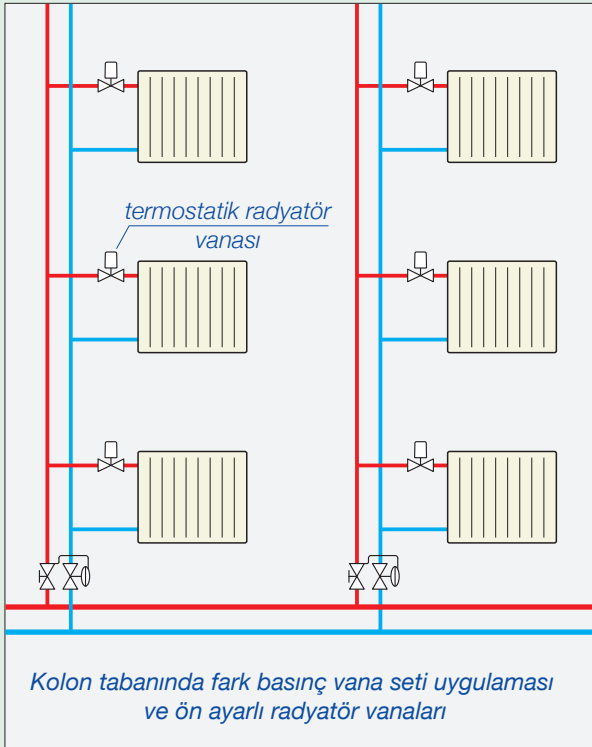 termostatik radyatör
vanası
Kolon tabanında fark basınç vana seti uygulaması
ve ön ayarlı radyatör vanaları